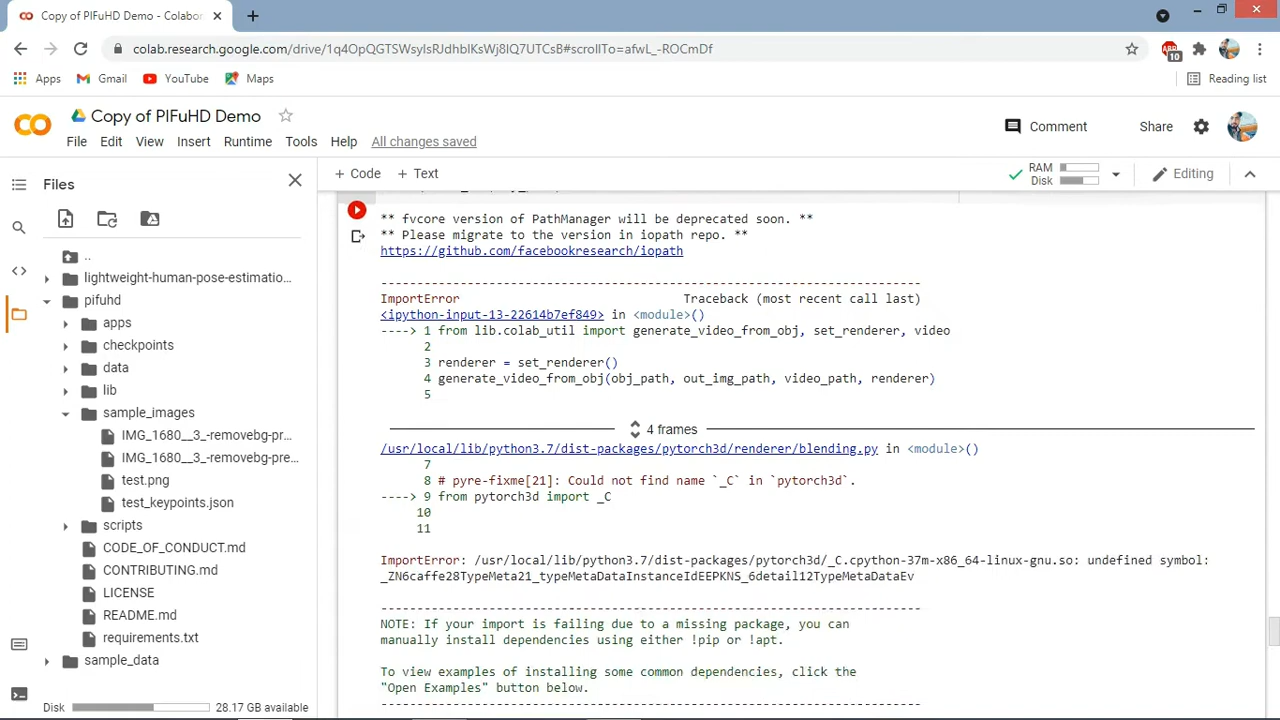 Copy of PIFuHD Demo - Colabor
colab.research.google.com/drive/1q4OpQGTSWsyIsRJdhblKsWj8IQ7UTCsB#scrollTo=afwL_-ROCmDf
10
Apps
Gmail
YouTube
Maps
Reading list
Copy of PIFuHD Demo
File Edit View Insert Runtime Tools Help All changes saved
Comment
Share
Files
+ Code + Text
RAM
Disk
Editing
..
lightweight-human-pose-estimatio...
pifuhd
apps
checkpoints
data
lib
sample_images
IMG_1680__3_-removebg-pr...
IMG_1680__3_-removebg-pre...
test.png
test_keypoints.json
scripts
CODE_OF_CONDUCT.md
CONTRIBUTING.md
LICENSE
README.md
requirements.txt
sample_data
Disk 28.17 GB available
** fvcore version of PathManager will be deprecated soon. **
** Please migrate to the version in iopath repo. **
https://github.com/facebookresearch/iopath
---------------------------------------------------------------------------
ImportError Traceback (most recent call last)
<ipython-input-13-22614b7ef849> in <module>()
----> 1 from lib.colab_util import generate_video_from_obj, set_renderer, video
2
3 renderer = set_renderer()
4 generate_video_from_obj(obj_path, out_img_path, video_path, renderer)
5
4 frames
/usr/local/lib/python3.7/dist-packages/pytorch3d/renderer/blending.py in <module>()
7
8 # pyre-fixme[21]: Could not find name `_C` in `pytorch3d`.
----> 9 from pytorch3d import _C
10
11
ImportError: /usr/local/lib/python3.7/dist-packages/pytorch3d/_C.cpython-37m-x86_64-linux-gnu.so: undefined symbol:
_ZN6caffe28TypeMeta21_typeMetaDataInstanceIdEEPKNS_6detail12TypeMetaDataEv
---------------------------------------------------------------------------
NOTE: If your import is failing due to a missing package, you can
manually install dependencies using either !pip or !apt.
To view examples of installing some common dependencies, click the
"Open Examples" button below.
---------------------------------------------------------------------------